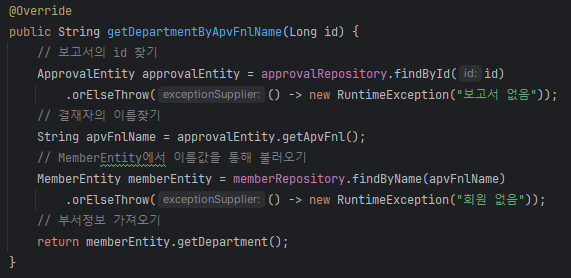 @Override
public String getDepartmentByApvFnlName(Long id) {
// 보고서의 id 찾기
ApprovalEntity approvalEntity = approvalRepository.findById( id: id)
.orElseThrow( exceptionSupplier: () -> new RuntimeException("보고서 없음"));
// 결재자의 이름찾기
String apvFnlName = approvalEntity.getApvFnl();
// MemberEntity에서 이름값을 통해 불러오기
MemberEntity memberEntity = memberRepository.findByName(apvFnlName)
.orElseThrow( exceptionSupplier: () -> new RuntimeException("회원 없음"));
// 부서정보 가져오기
return memberEntity.getDepartment();
}